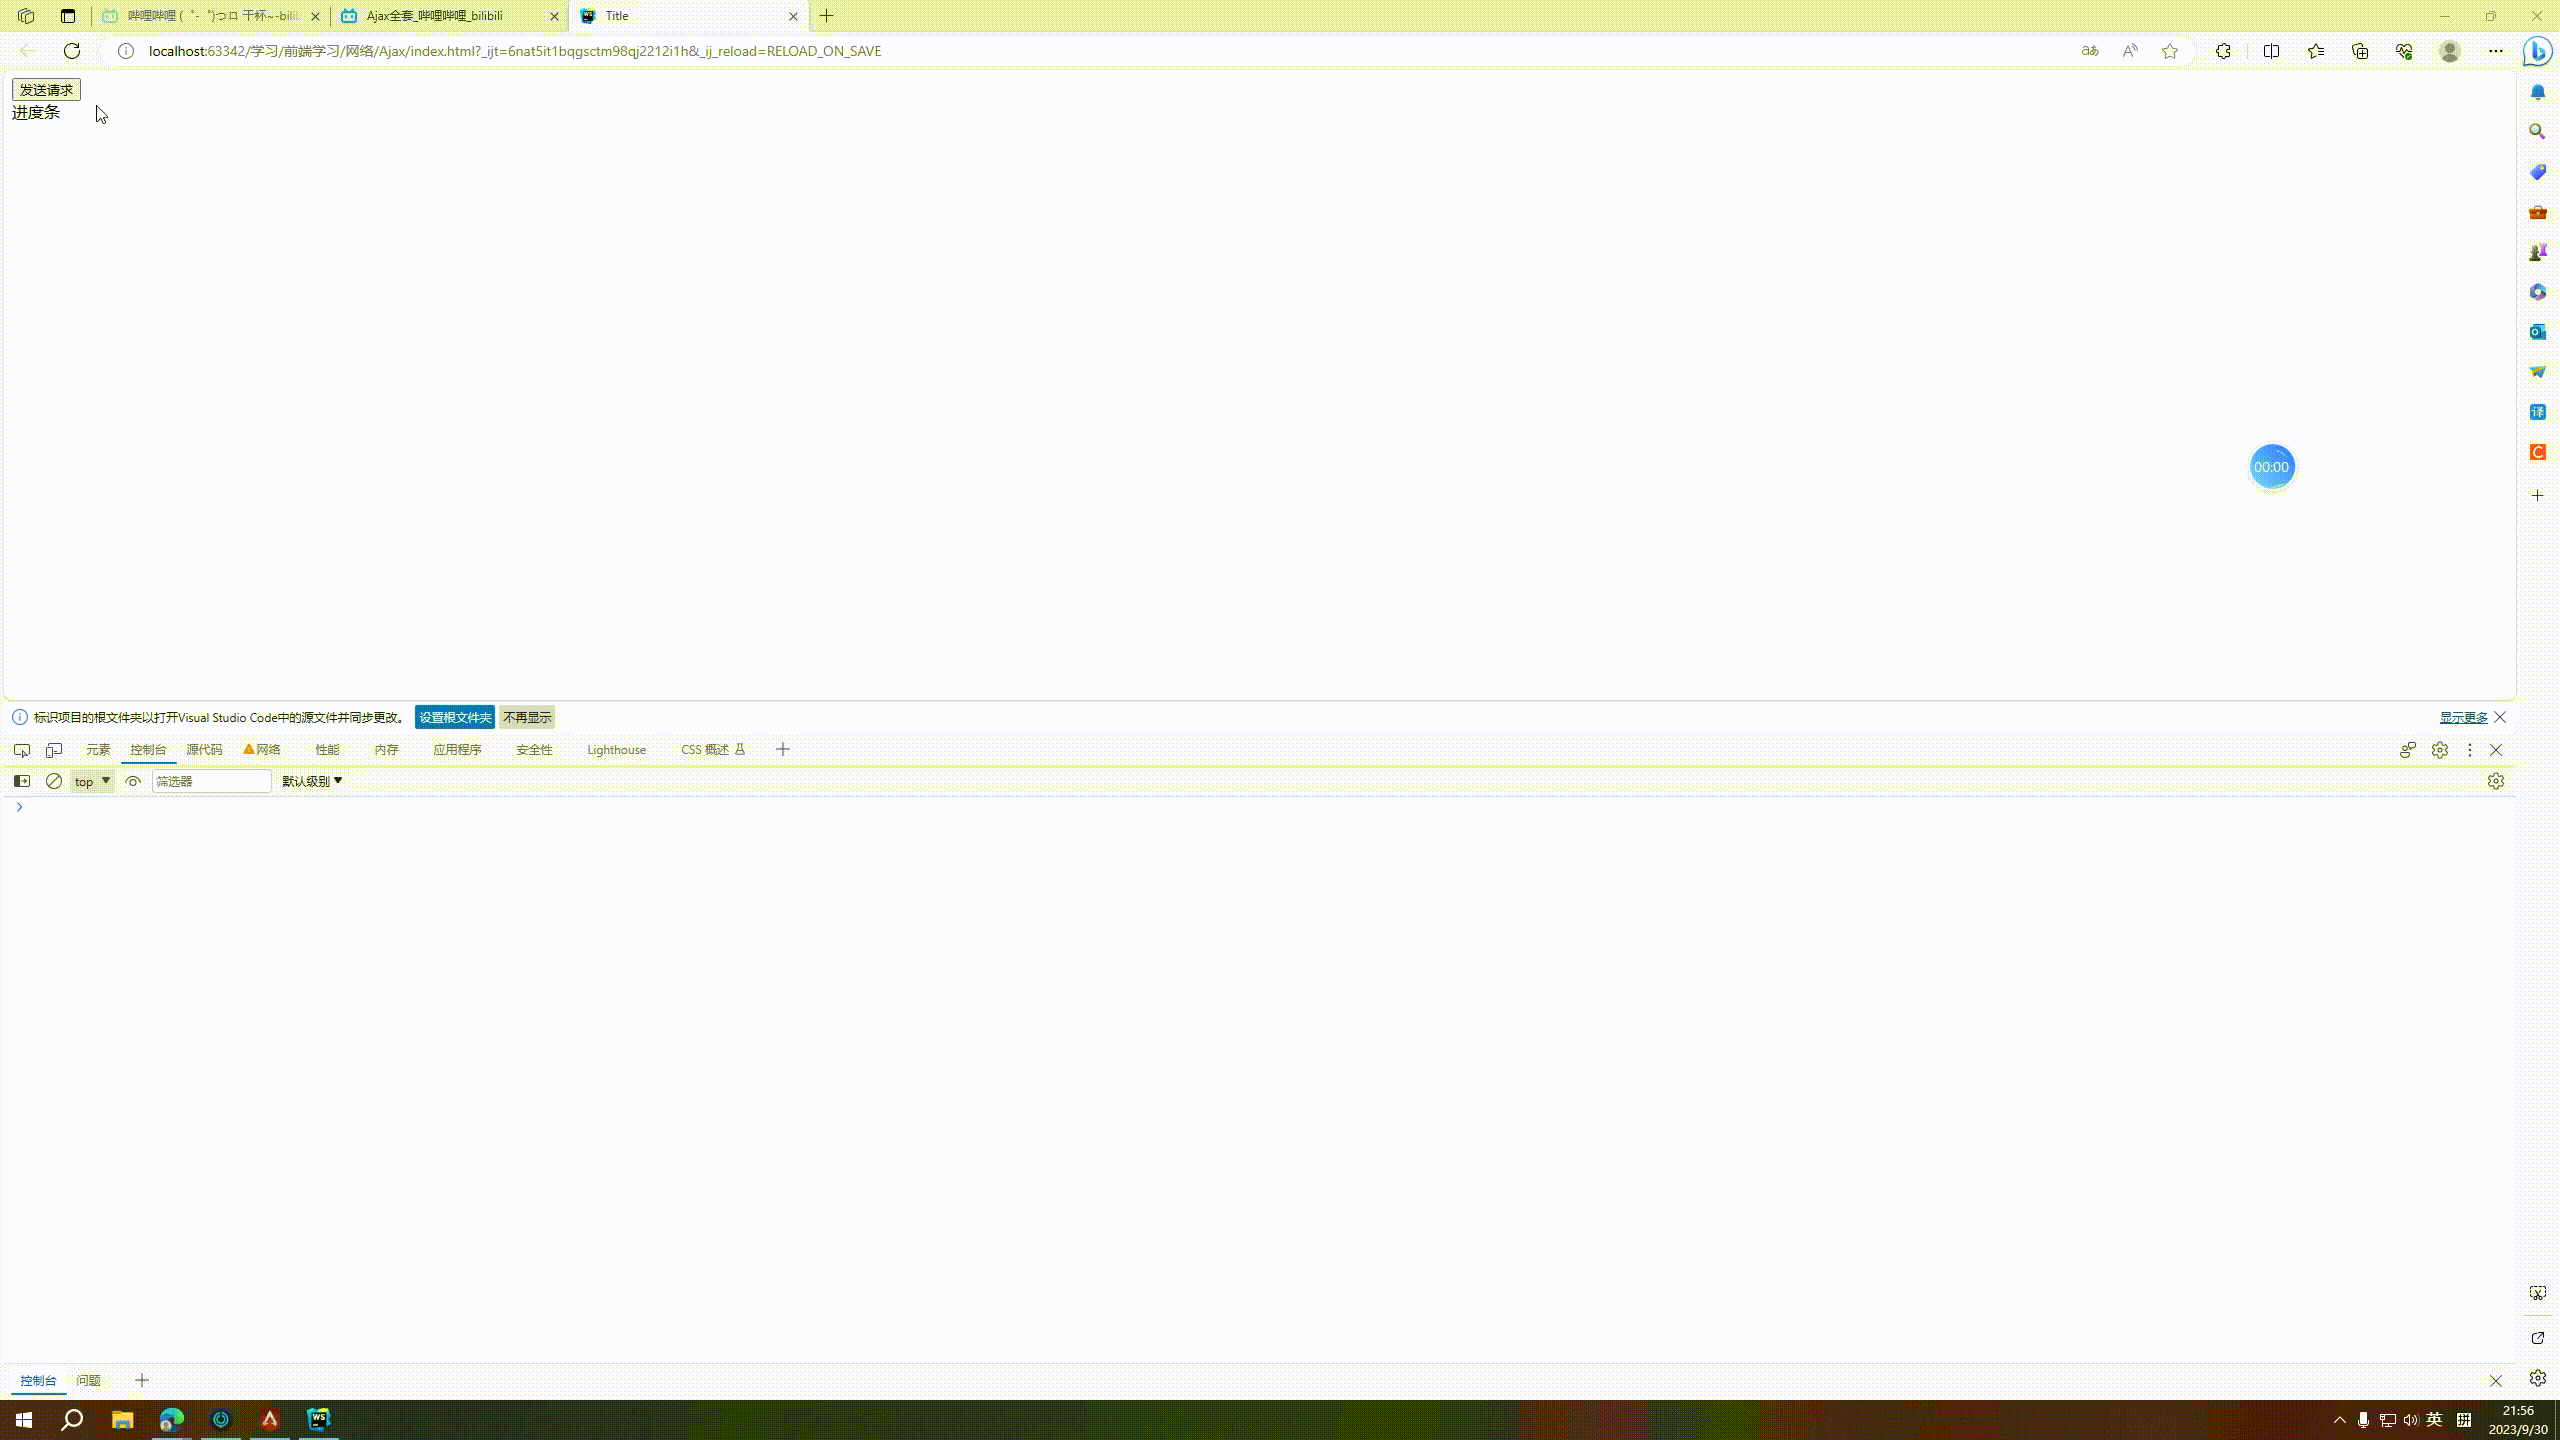 哔哩哔哩 (゜-゜)つロ 干杯~-bili
Ajax全套_哔哩哔哩_bilibili
Title
localhost:63342/学习/前端学习/网络/Ajax/index.html?_ijt=6nat5it1bqgsctm98qj2212i1h&_ij_reload=RELOAD_ON_SAVE
aあ
发送请求
进度条
译
C
00:00
标识项目的根文件夹以打开Visual Studio Code中的源文件并同步更改。 设置根文件夹 不再显示 显示更多
元素 控制台 源代码 网络 性能 内存 应用程序 安全性 Lighthouse CSS 概述
top 筛选器 默认级别
控制台 问题
WS
英 拼
21:56
2023/9/30